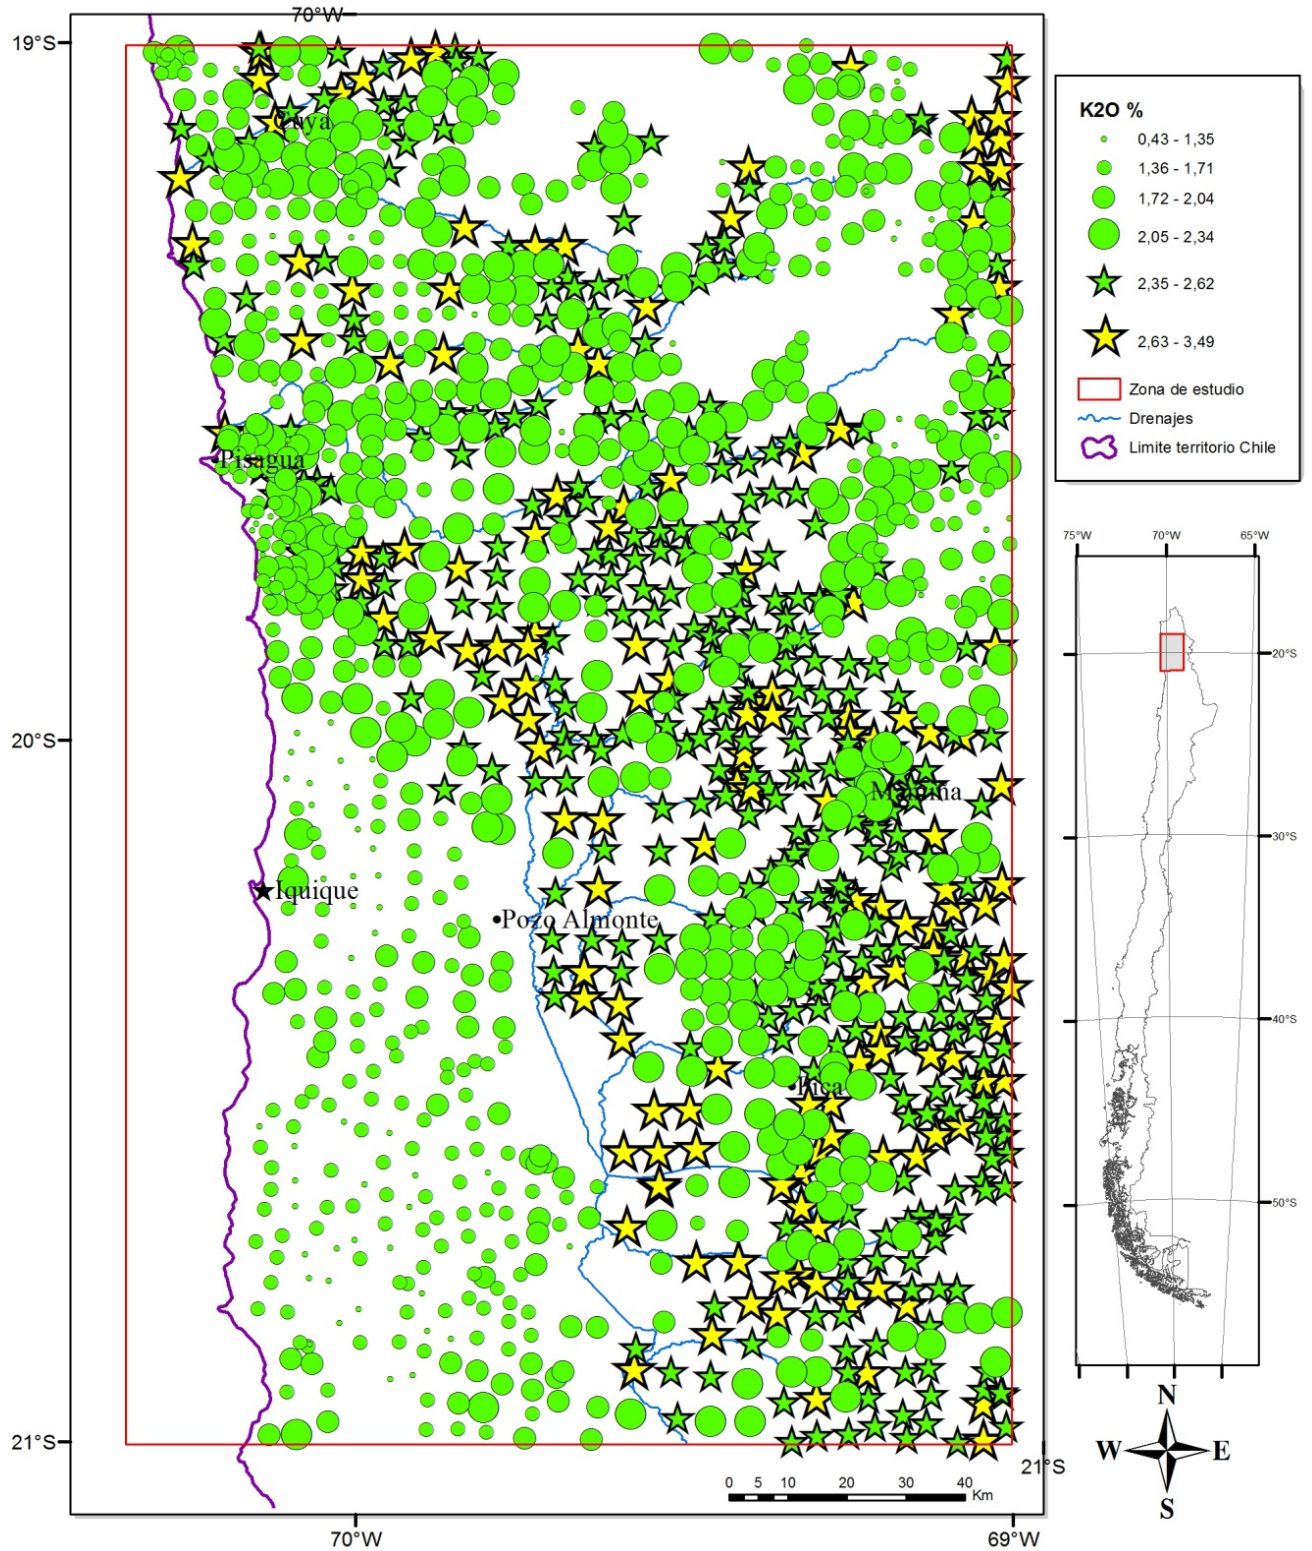 70°W
19°S
Cuya
K2O %
0,43 - 1,35
1,36 - 1,71
1,72 - 2,04
2,05 - 2,34
2,35 - 2,62
2,63 - 3,49
Zona de estudio
Drenajes
Limite territorio Chile
Pisagua
75°W 70°W 65°W
20°S
20°S
Mamiña
30°S
Iquique
Pozo Almonte
40°S
Pica
50°S
N
W E
S
21°S
21°S
0 5 10 20 30 40
Km
70°W
69°W